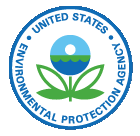 UNITED STATES
ENVIRONMENTAL PROTECTION AGENCY